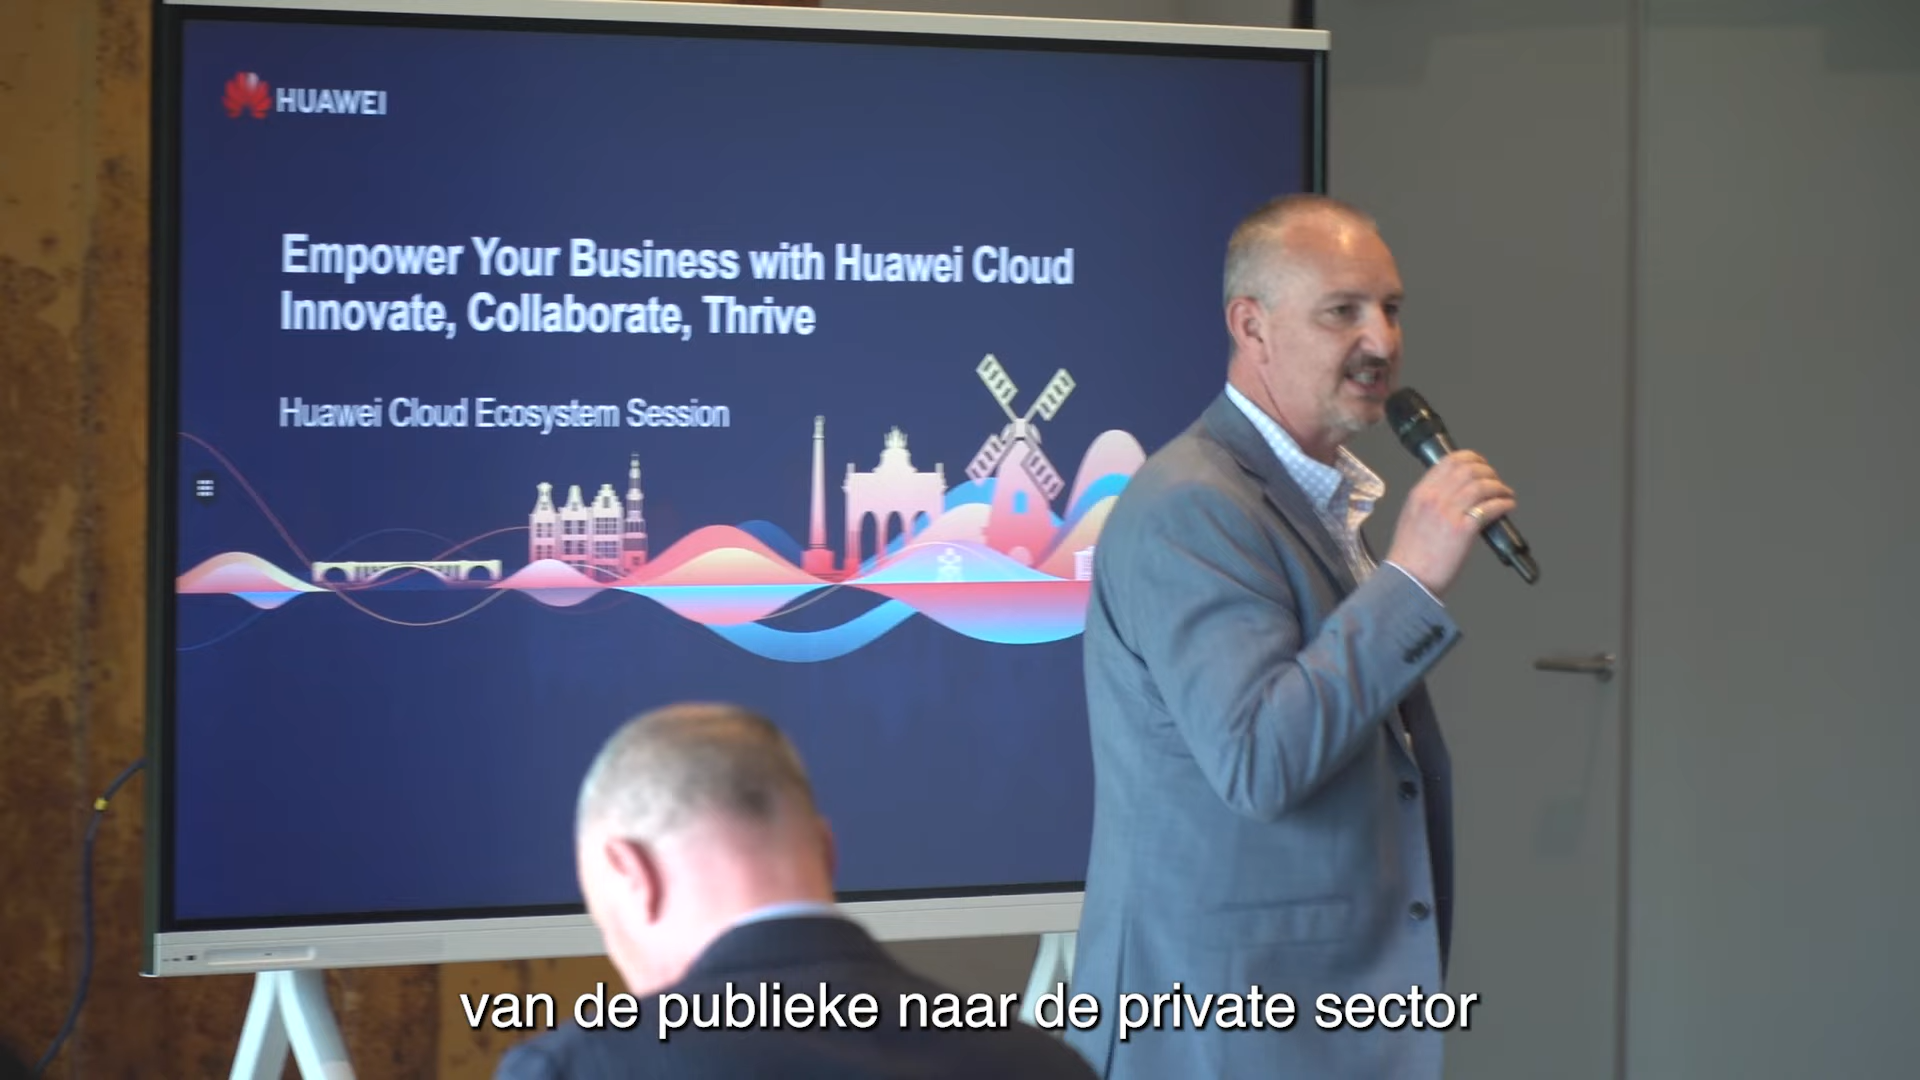 HUAWEI
Empower Your Business with Huawei Cloud
Innovate, Collaborate, Thrive
Huawei Cloud Ecosystem Session
van de publieke naar de private sector